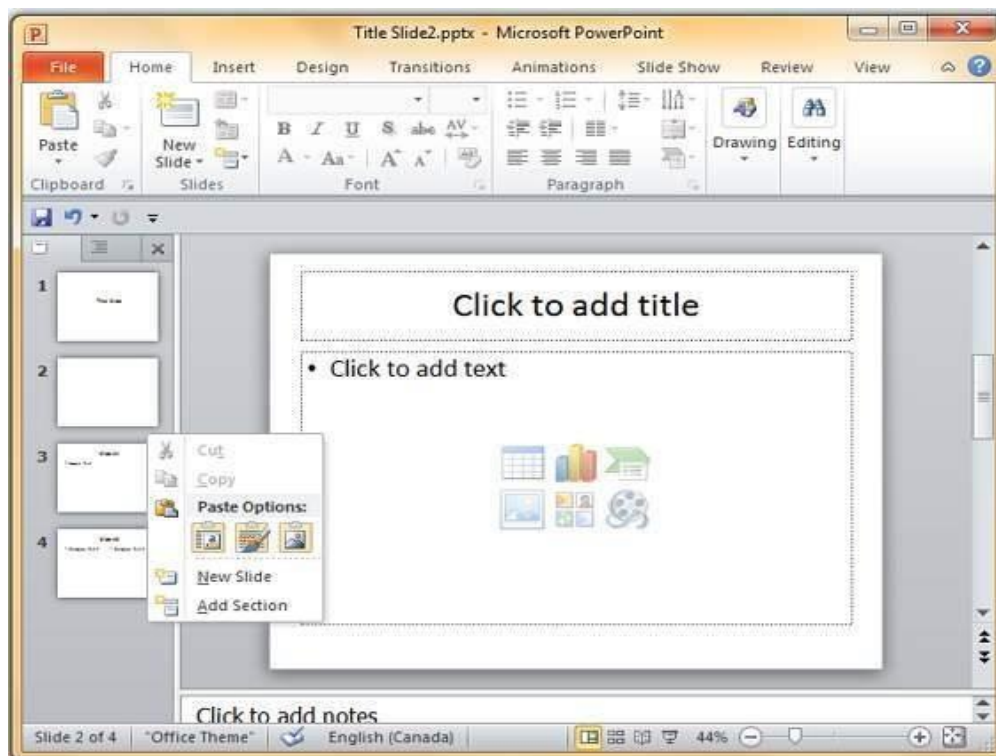 Title Slide2.pptx - Microsoft PowerPoint
File Home Insert Design Transitions Animations Slide Show Review View
Paste
New Slide
B I U S abc AV
A Aa A A
Drawing Editing
Clipboard Slides Font Paragraph
1
2
3
4
Click to add title
• Click to add text
Cut
Copy
Paste Options:
New Slide
Add Section
Click to add notes
Slide 2 of 4 "Office Theme" English (Canada) 44%